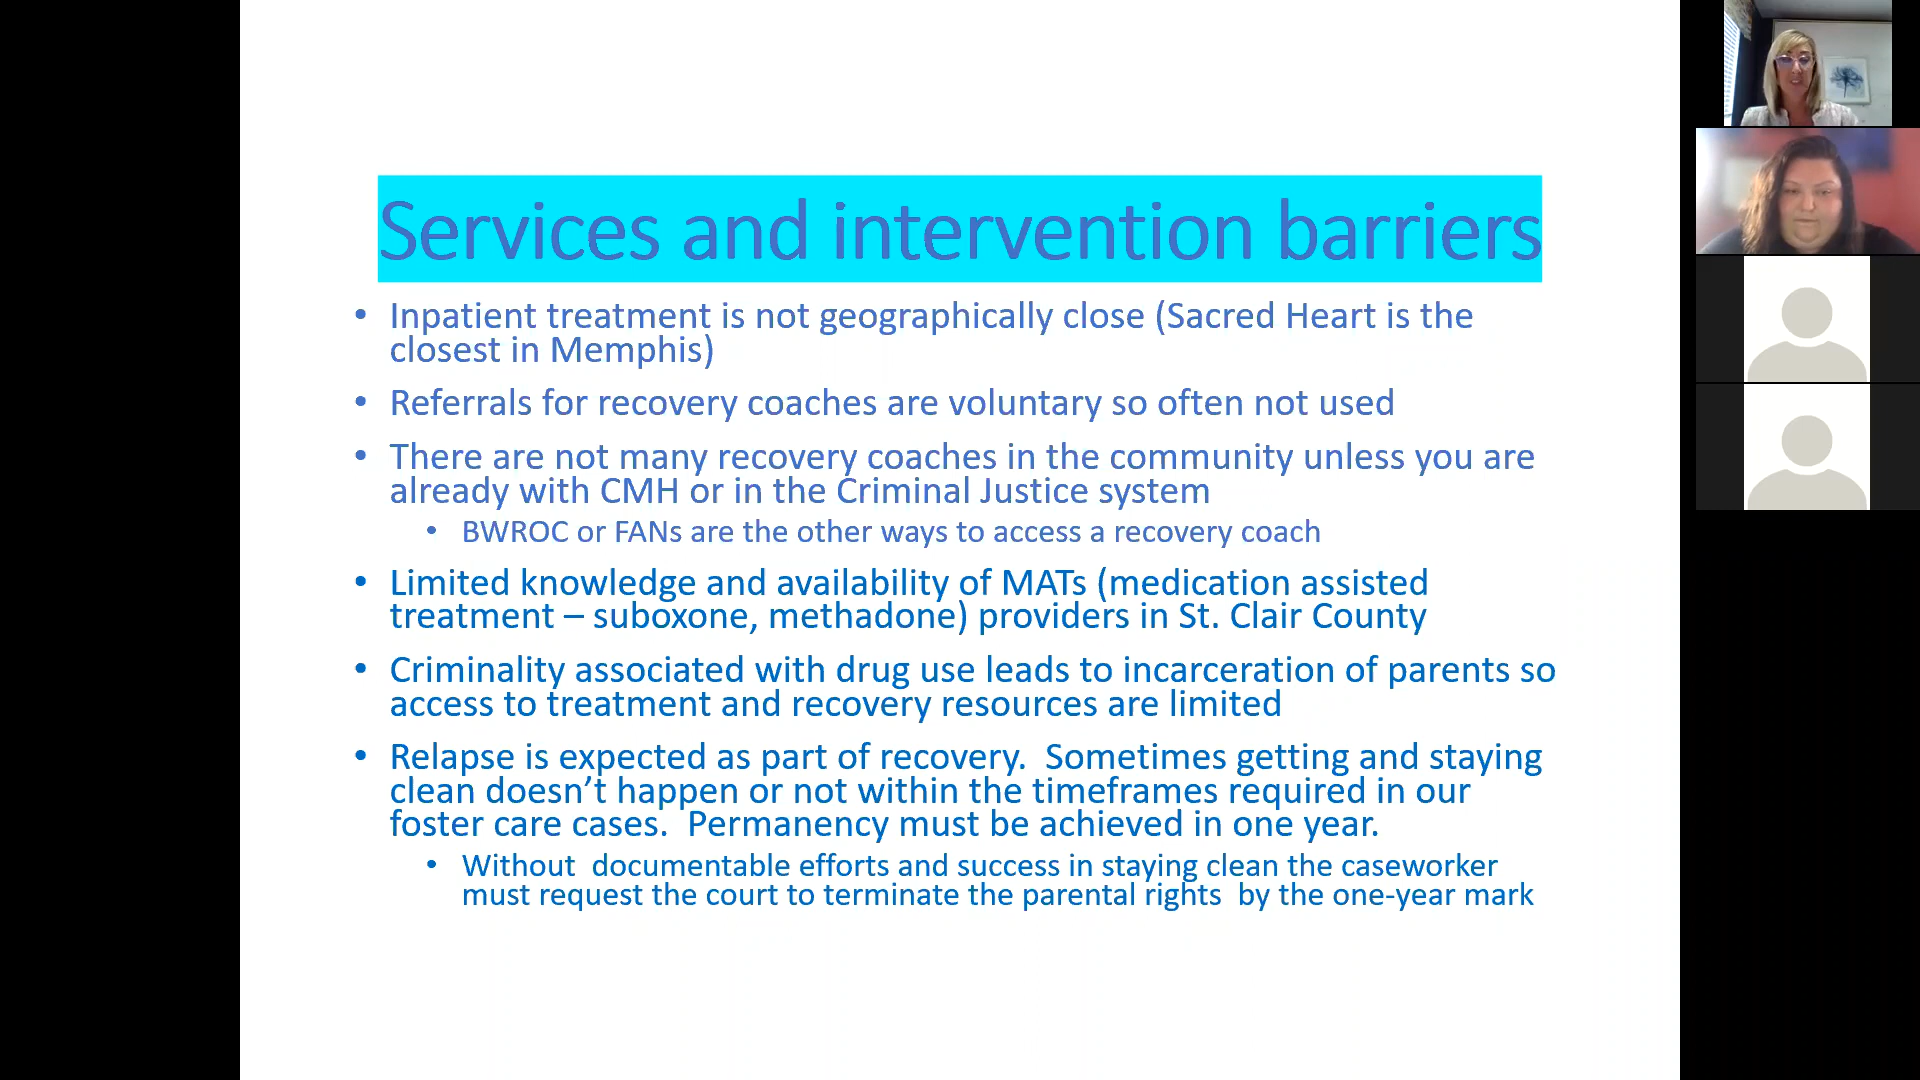 Services and intervention barriers
• Inpatient treatment is not geographically close (Sacred Heart is the
closest in Memphis)
• Referrals for recovery coaches are voluntary so often not used
• There are not many recovery coaches in the community unless you are
already with CMH or in the Criminal Justice system
• BWROC or FANs are the other ways to access a recovery coach
• Limited knowledge and availability of MATs (medication assisted
treatment – suboxone, methadone) providers in St. Clair County
• Criminality associated with drug use leads to incarceration of parents so
access to treatment and recovery resources are limited
• Relapse is expected as part of recovery.  Sometimes getting and staying
clean doesn’t happen or not within the timeframes required in our
foster care cases.  Permanency must be achieved in one year.
• Without  documentable efforts and success in staying clean the caseworker
must request the court to terminate the parental rights  by the one-year mark